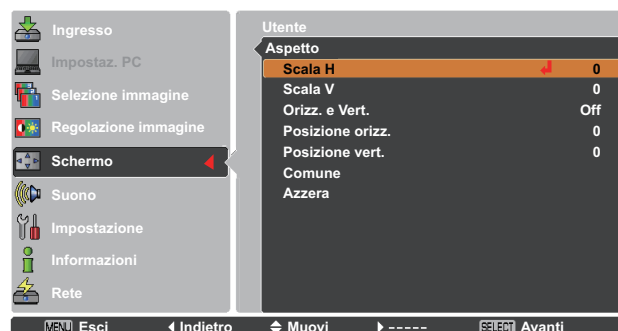 Ingresso
Impostaz. PC
Selezione immagine
Regolazione immagine
Schermo
Suono
Impostazione
Informazioni
Rete
Utente
Aspetto
Scala H 0
Scala V 0
Orizz. e Vert. Off
Posizione orizz. 0
Posizione vert. 0
Comune
Azzera
MENU Esci Indietro Muovi ----- SELECT Avanti